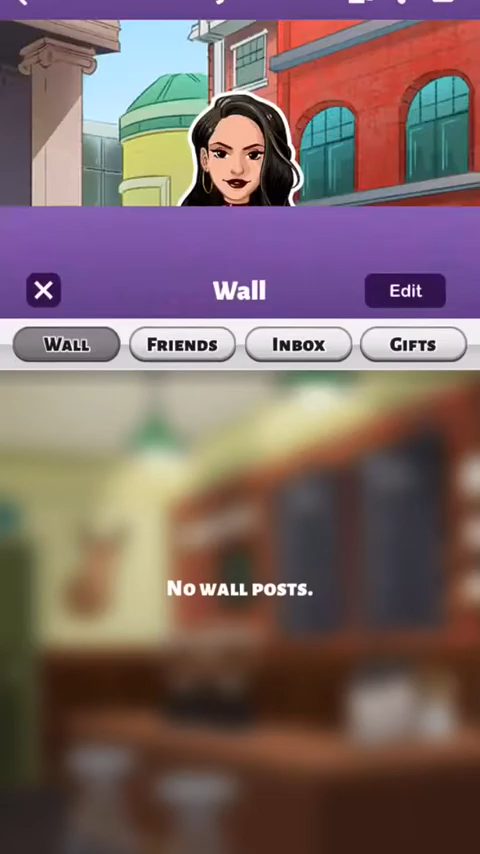 Wall
Edit
WALL
FRIENDS
INBOX
GIFTS
NO WALL POSTS.